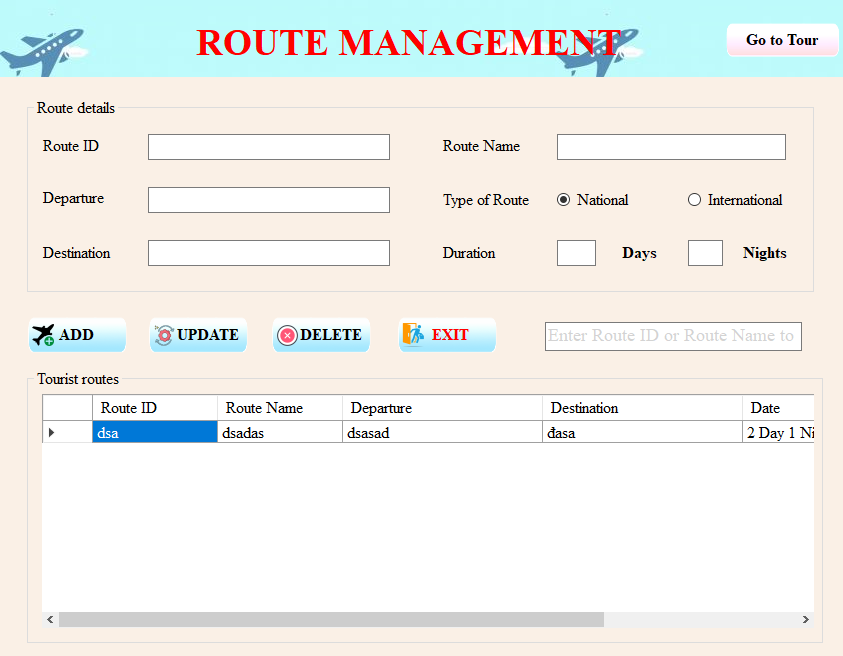 ROUTE MANAGEMENT
Go to Tour
Route details
Route ID
Route Name
Departure
Type of Route
National
International
Destination
Duration
Days
Nights
ADD
UPDATE
DELETE
EXIT
Enter Route ID or Route Name to
Tourist routes
Route ID Route Name Departure Destination Date
dsa dsadas dsasad đasa 2 Day 1 Ni